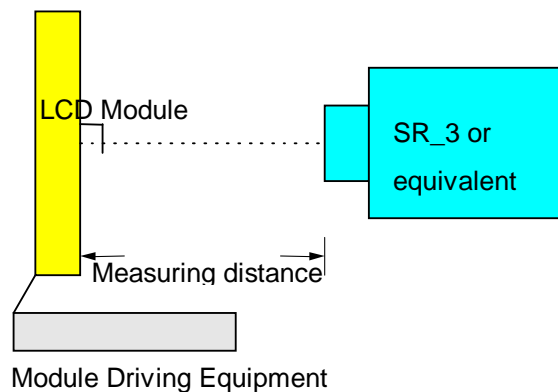 LCD Module
SR_3 or
equivalent
Measuring distance
Module Driving Equipment